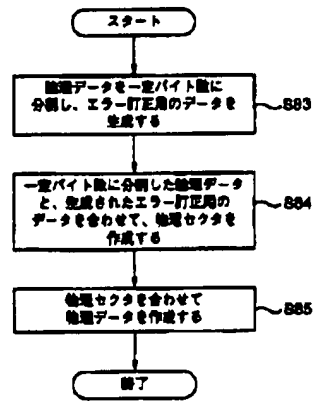 スタート
論理データを一定バイト数に
分割し、エラー訂正用のデータを
生成する
S83
一定バイト数に分割した論理データ
と、生成されたエラー訂正用の
データを合わせて、物理セクタを
作成する
S84
物理セクタを合わせて
物理データを作成する
S85
終了